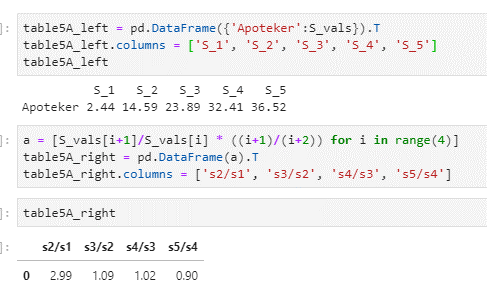 ]: table5A_left = pd.DataFrame({'Apoteker':S_vals}).T
table5A_left.columns = ['S_1', 'S_2', 'S_3', 'S_4', 'S_5']
table5A_left
S_1 S_2 S_3 S_4 S_5
Apoteker 2.44 14.59 23.89 32.41 36.52
]: a = [S_vals[i+1]/S_vals[i] * ((i+1)/(i+2)) for i in range(4)]
table5A_right = pd.DataFrame(a).T
table5A_right.columns = ['s2/s1', 's3/s2', 's4/s3', 's5/s4']
]: table5A_right
]: s2/s1 s3/s2 s4/s3 s5/s4
0 2.99 1.09 1.02 0.90